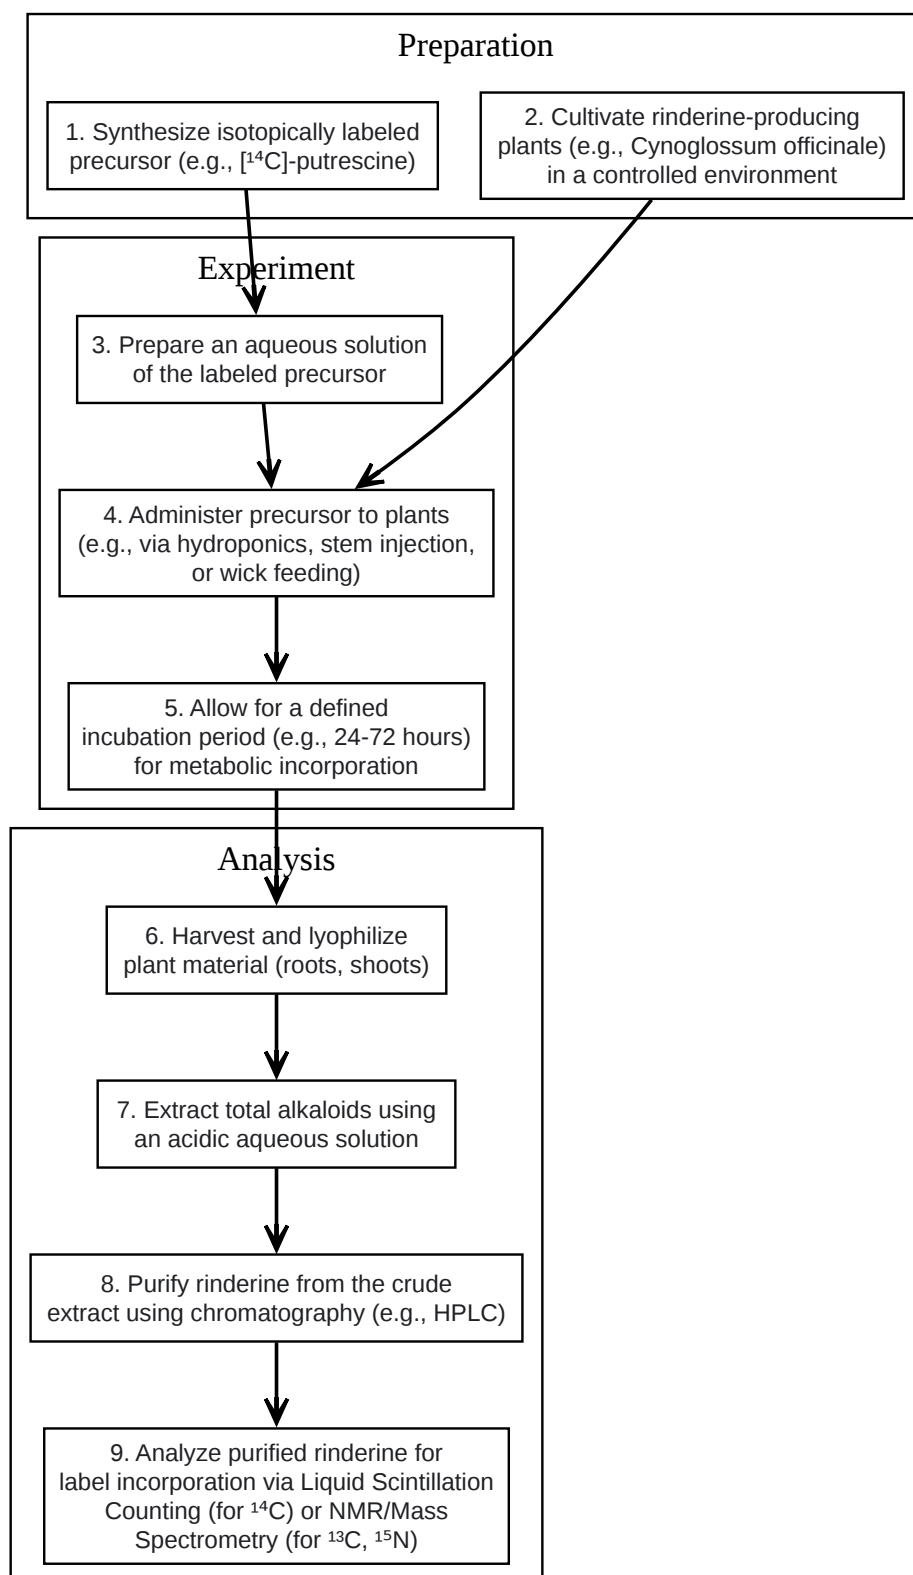 Preparation
1. Synthesize isotopically labeled
precursor (e.g., [¹⁴C]-putrescine)
2. Cultivate rinderine-producing
plants (e.g., Cynoglossum officinale)
in a controlled environment
Experiment
3. Prepare an aqueous solution
of the labeled precursor
4. Administer precursor to plants
(e.g., via hydroponics, stem injection,
or wick feeding)
5. Allow for a defined
incubation period (e.g., 24-72 hours)
for metabolic incorporation
Analysis
6. Harvest and lyophilize
plant material (roots, shoots)
7. Extract total alkaloids using
an acidic aqueous solution
8. Purify rinderine from the crude
extract using chromatography (e.g., HPLC)
9. Analyze purified rinderine for
label incorporation via Liquid Scintillation
Counting (for ¹⁴C) or NMR/Mass
Spectrometry (for ¹³C, ¹⁵N)